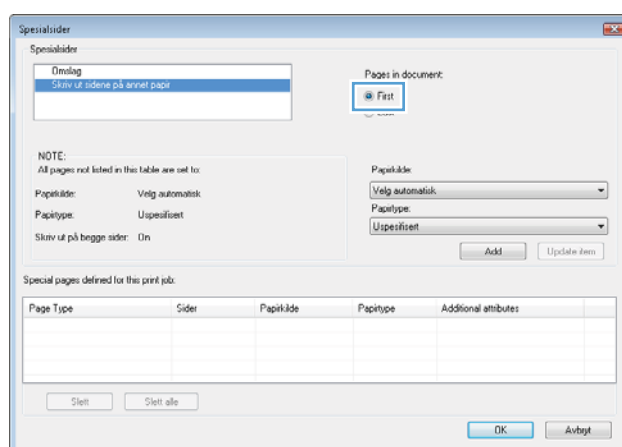 Spesialsider
Spesialsider
Omslag
Skriv ut sidene på annet papir
Pages in document:
First
NOTE:
All pages not listed in this table are set to:
Papirkilde: Velg automatisk
Papirtype: Uspesifisert
Skriv ut på begge sider: On
Papirkilde:
Velg automatisk
Papirtype:
Uspesifisert
Add Update item
Special pages defined for this print job:
Page Type Sider Papirkilde Papirtype Additional attributes
Slett Slett alle
OK Avbryt